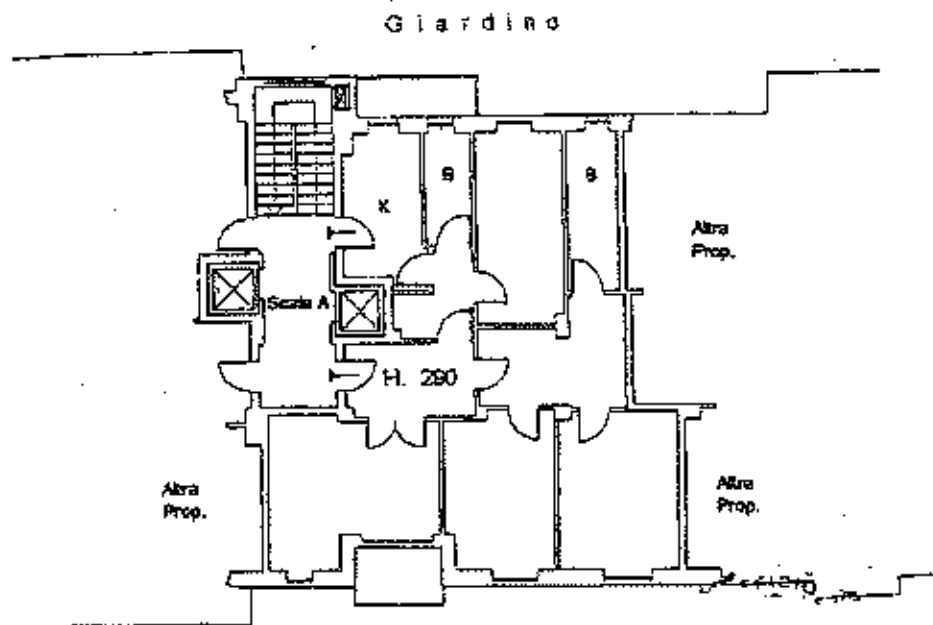 Giardino
B
B
K
Altra
Prop.
Scala A
H. 290
Altra
Prop.
Altra
Prop.